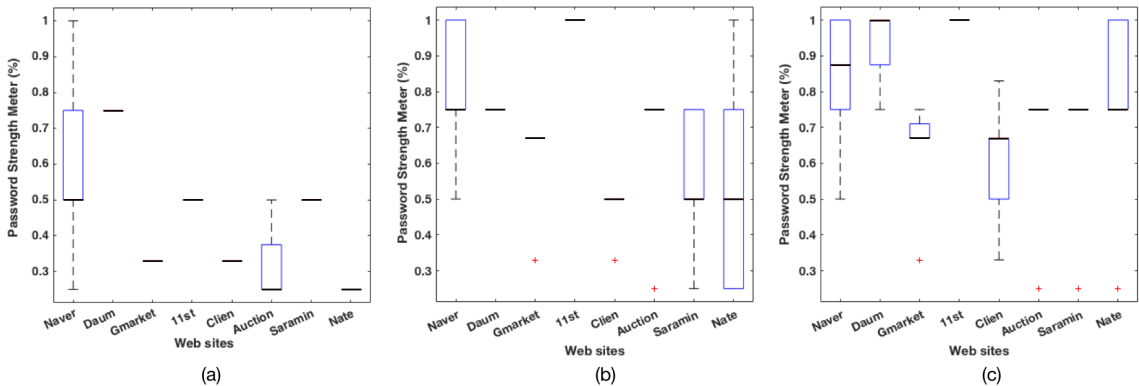 Password Strength Meter (%)
1
0.9
0.8
0.7
0.6
0.5
0.4
0.3
Naver Daum Gmarket 11st Clien Auction Saramin Nate
Web sites
(a)
Password Strength Meter (%)
1
0.9
0.8
0.7
0.6
0.5
0.4
0.3
Naver Daum Gmarket 11st Clien Auction Saramin Nate
Web sites
(b)
Password Strength Meter (%)
1
0.9
0.8
0.7
0.6
0.5
0.4
0.3
Naver Daum Gmarket 11st Clien Auction Saramin Nate
Web sites
(c)